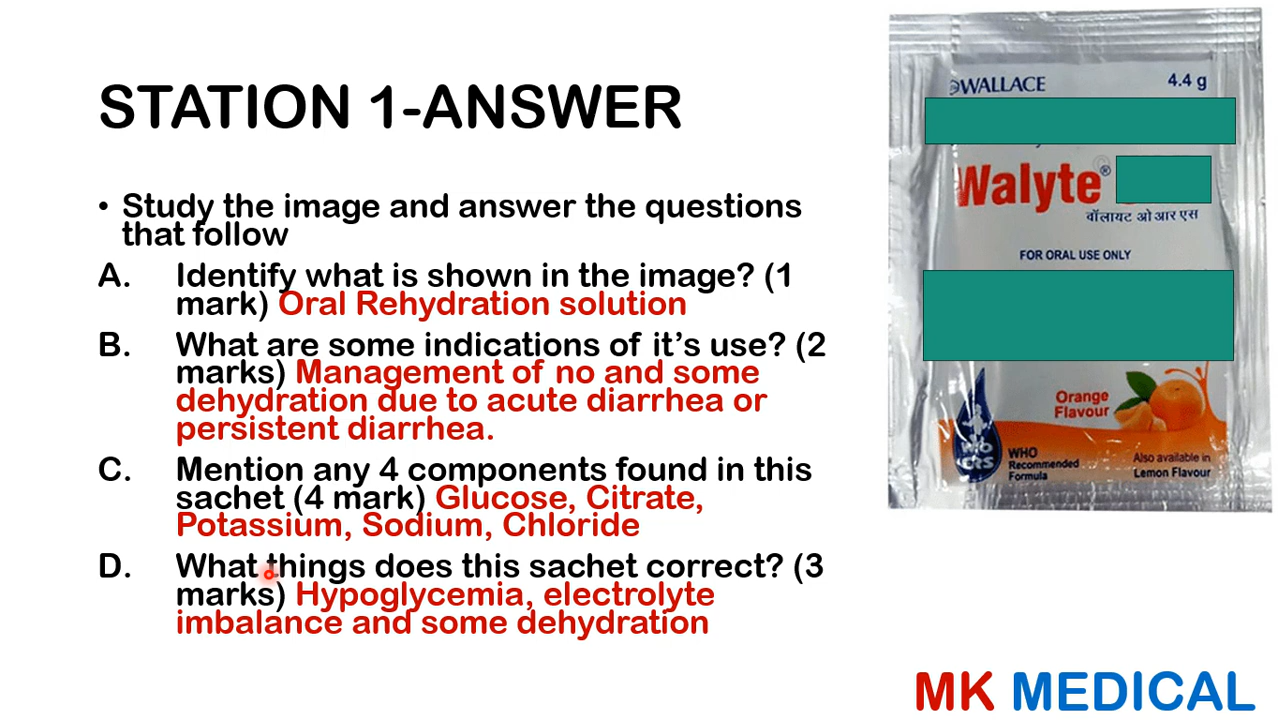 STATION 1-ANSWER
• Study the image and answer the questions
that follow
A. Identify what is shown in the image? (1
mark) Oral Rehydration solution
B. What are some indications of it’s use? (2
marks) Management of no and some
dehydration due to acute diarrhea or
persistent diarrhea.
C. Mention any 4 components found in this
sachet (4 mark) Glucose, Citrate,
Potassium, Sodium, Chloride
D. What things does this sachet correct? (3
marks) Hypoglycemia, electrolyte
imbalance and some dehydration
WALLACE 4.4 g
Walyte®
वॉलायट ओ आर एस
FOR ORAL USE ONLY
Orange
Flavour
WHO
ORS
WHO
Recommended
Formula
Also available in
Lemon Flavour
MK MEDICAL